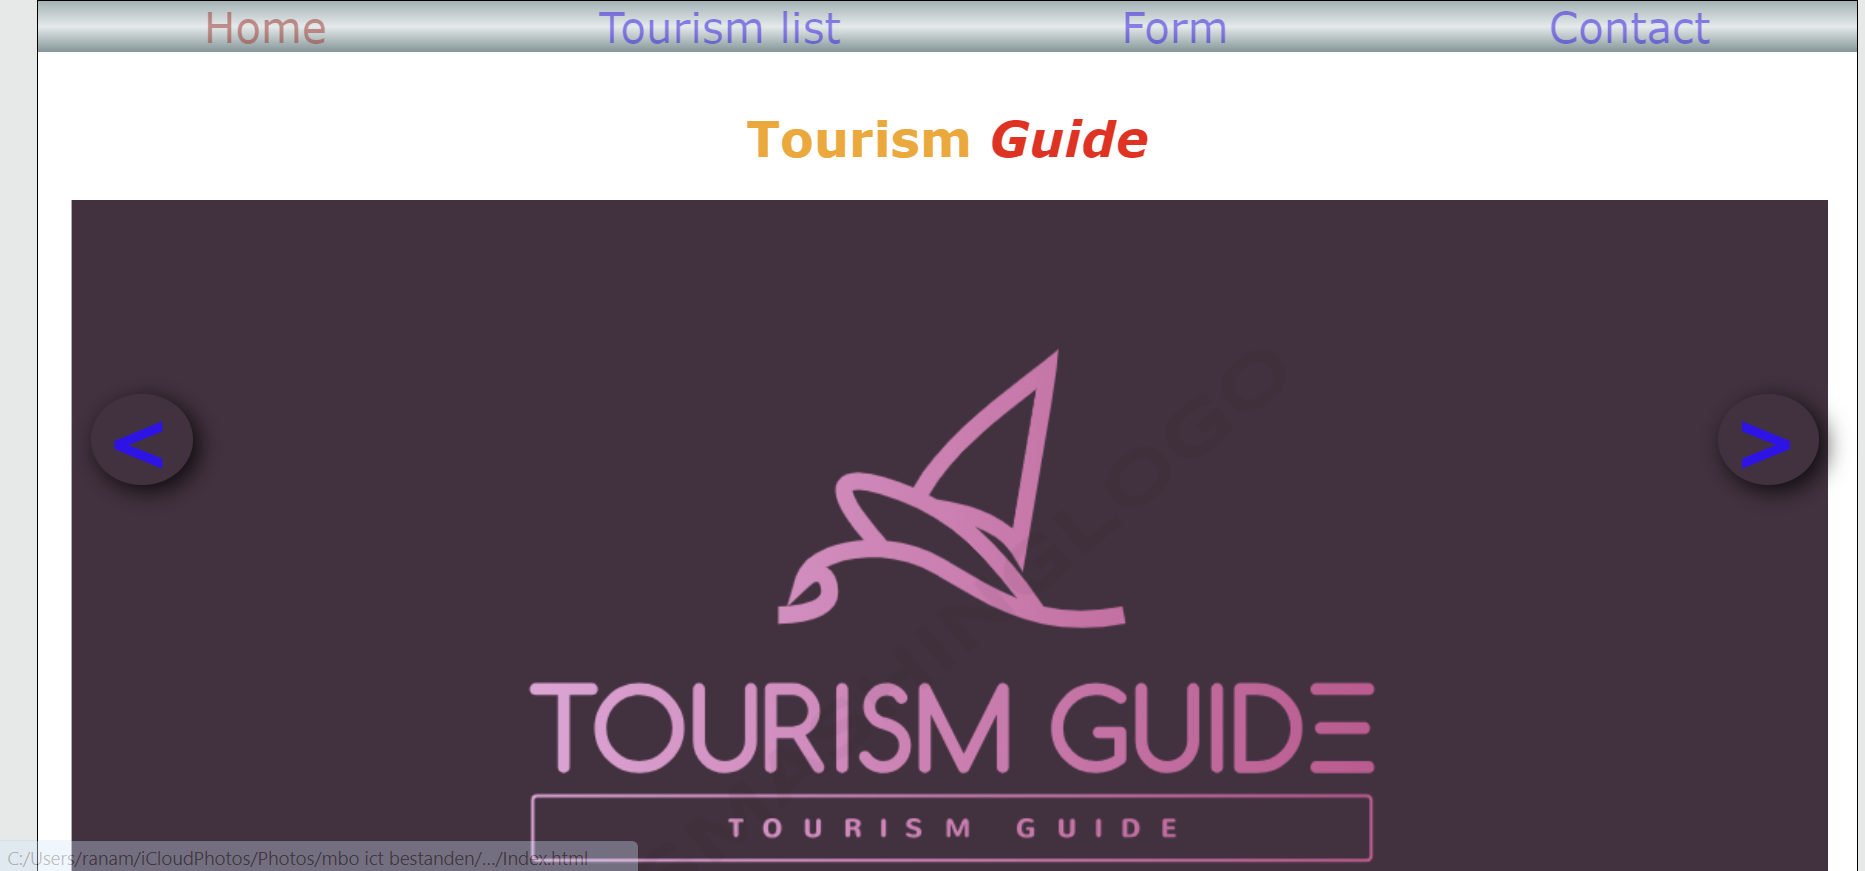 Home Tourism list Form Contact
Tourism Guide
< >
TOURISM GUIDE
TOURISM GUIDE
C:/Users/ranam/iCloudPhotos/Photos/mbo ict bestanden/.../Index.html